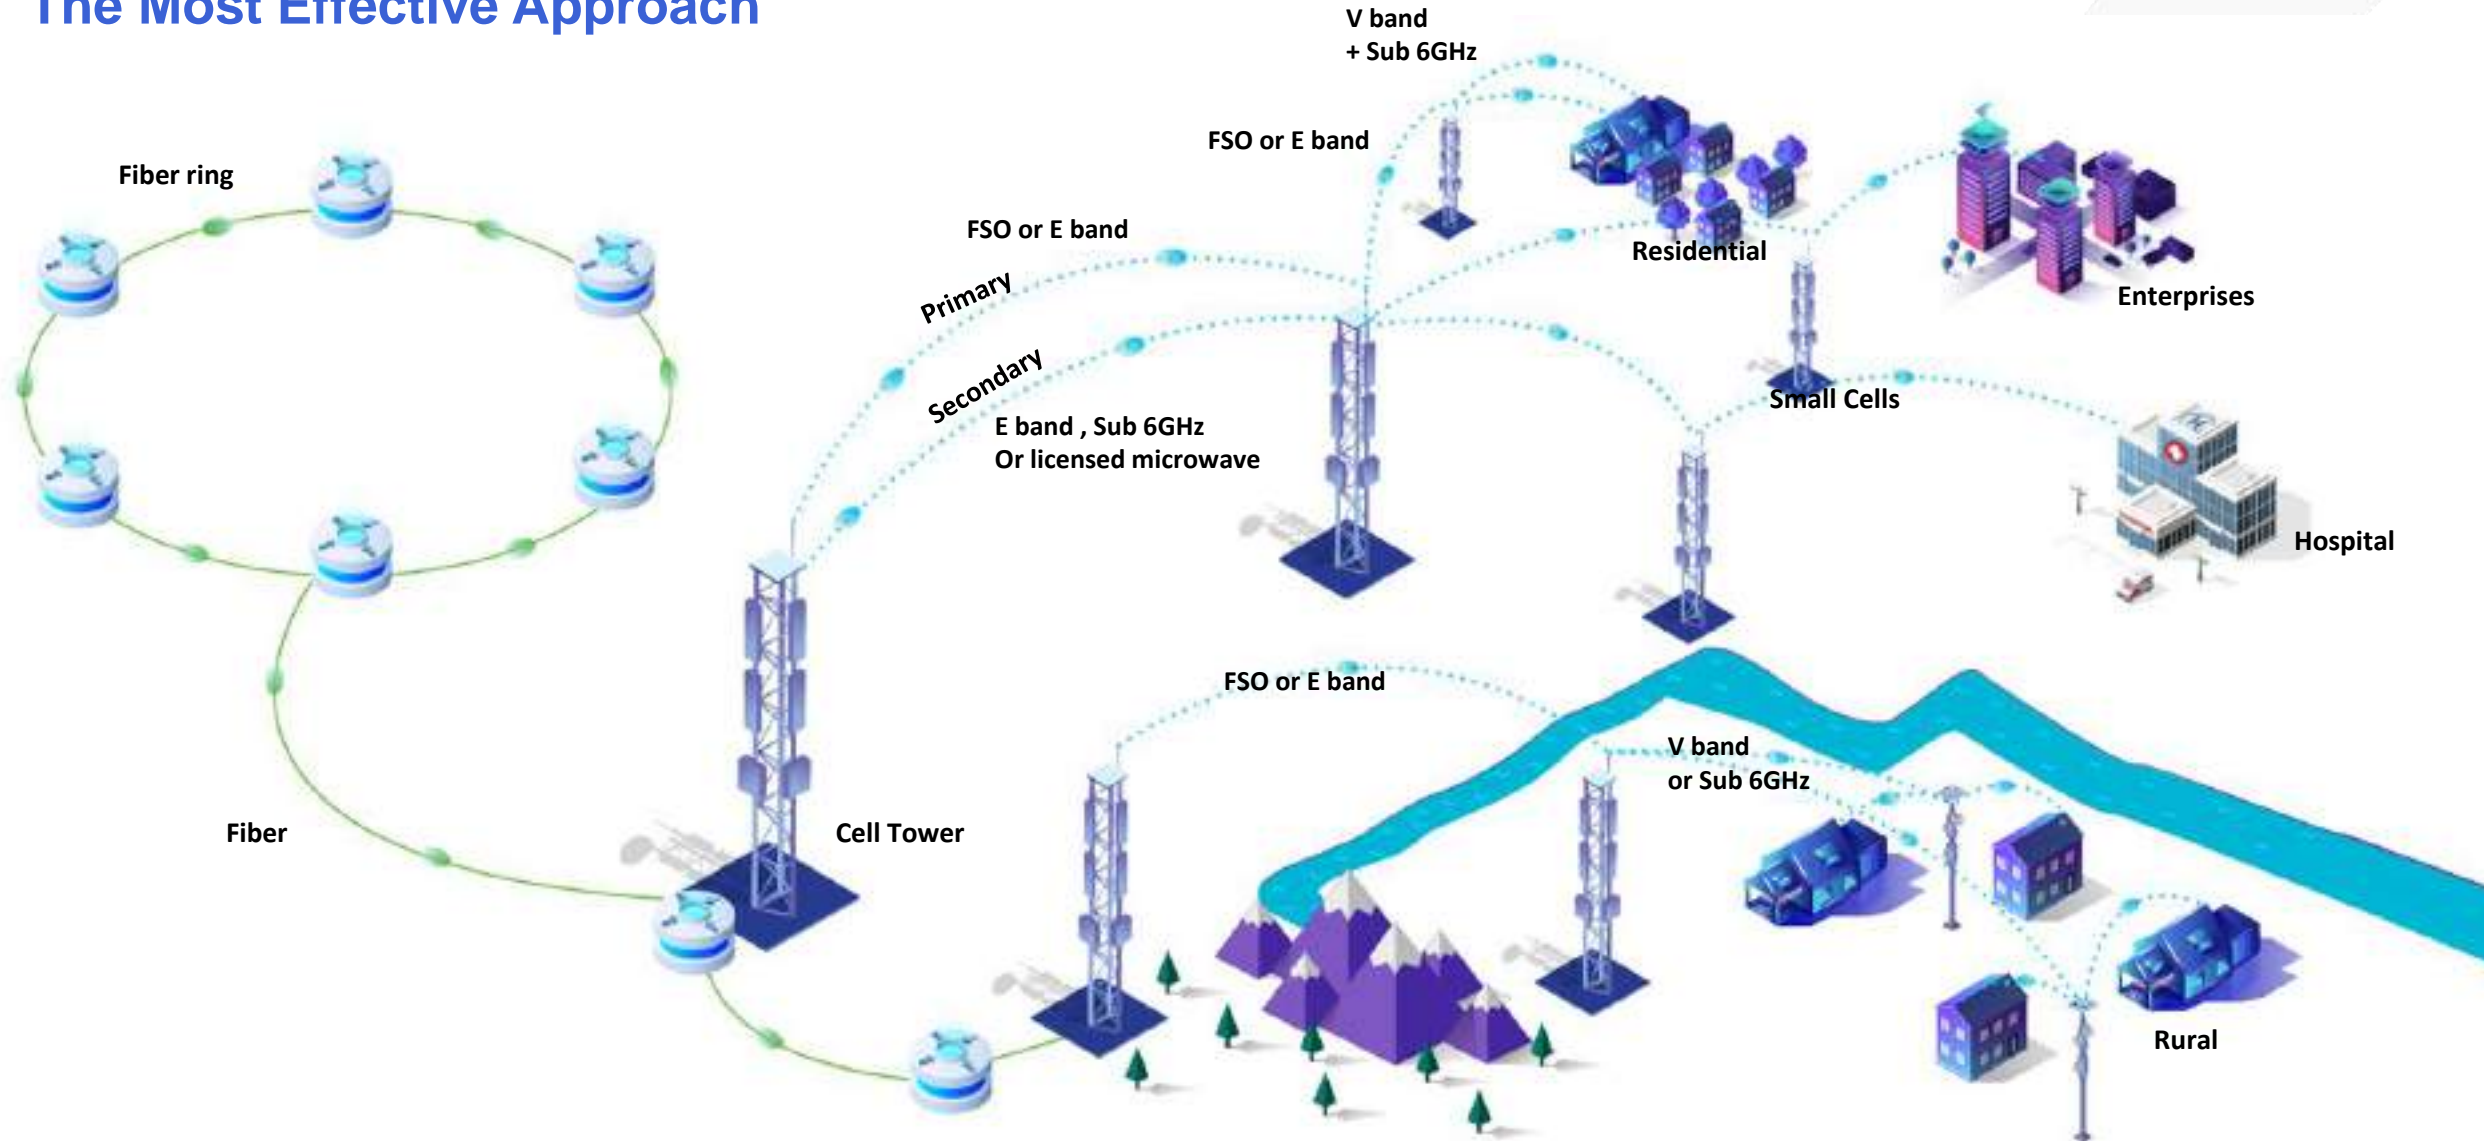 The Most Effective Approach
V band
+ Sub 6GHz
FSO or E band
Fiber ring
FSO or E band
Primary
Residential
Enterprises
Secondary
E band , Sub 6GHz
Or licensed microwave
Small Cells
Hospital
FSO or E band
V band
or Sub 6GHz
Fiber
Cell Tower
Rural